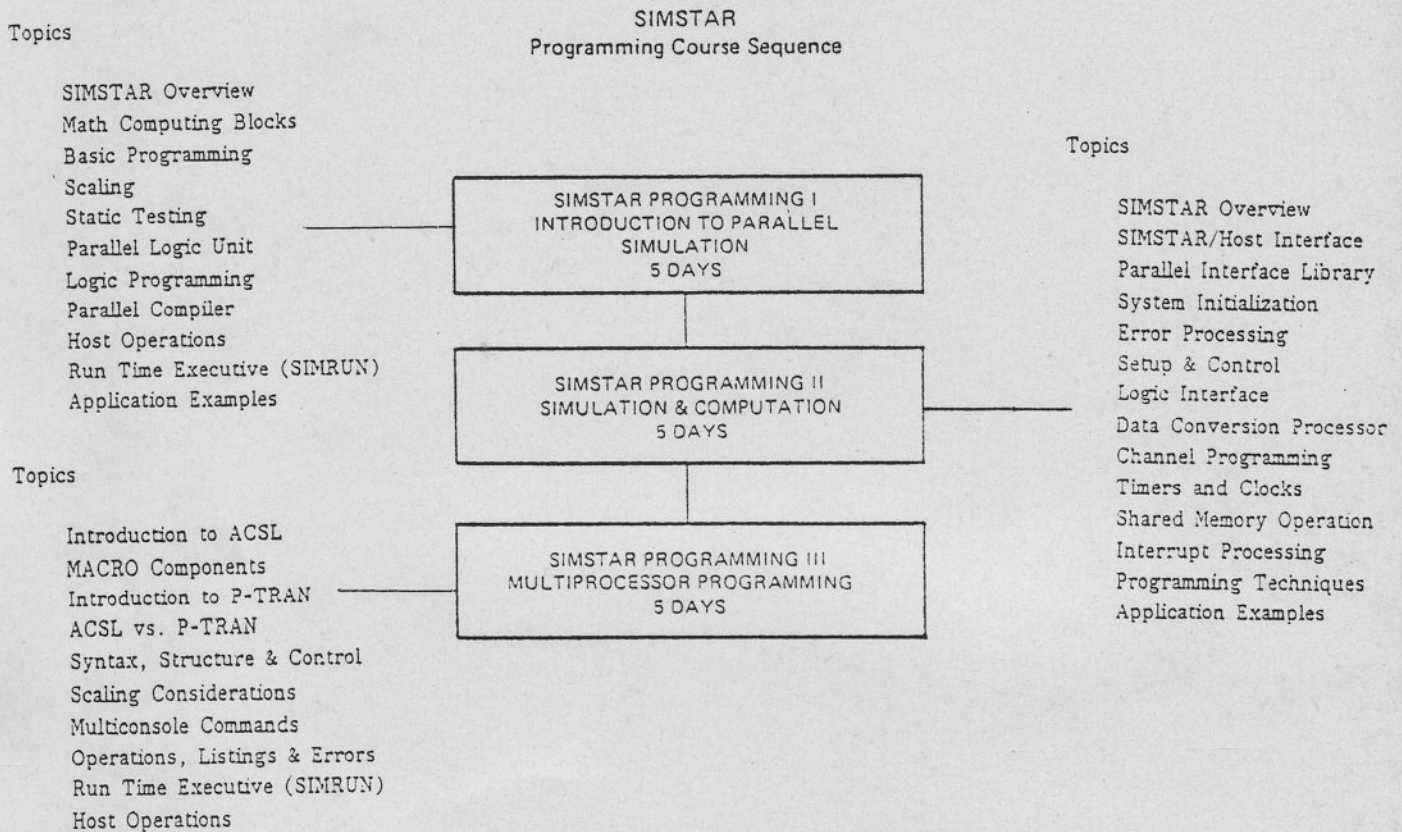 SIMSTAR
Programming Course Sequence
Topics
SIMSTAR Overview
Math Computing Blocks
Basic Programming
Scaling
Static Testing
Parallel Logic Unit
Logic Programming
Parallel Compiler
Host Operations
Run Time Executive (SIMRUN)
Application Examples
SIMSTAR PROGRAMMING I
INTRODUCTION TO PARALLEL
SIMULATION
5 DAYS
Topics
SIMSTAR Overview
SIMSTAR/Host Interface
Parallel Interface Library
System Initialization
Error Processing
Setup & Control
Logic Interface
Data Conversion Processor
Channel Programming
Timers and Clocks
Shared Memory Operation
Interrupt Processing
Programming Techniques
Application Examples
SIMSTAR PROGRAMMING II
SIMULATION & COMPUTATION
5 DAYS
Topics
Introduction to ACSL
MACRO Components
Introduction to P-TRAN
ACSL vs. P-TRAN
Syntax, Structure & Control
Scaling Considerations
Multiconsole Commands
Operations, Listings & Errors
Run Time Executive (SIMRUN)
Host Operations
SIMSTAR PROGRAMMING III
MULTIPROCESSOR PROGRAMMING
5 DAYS